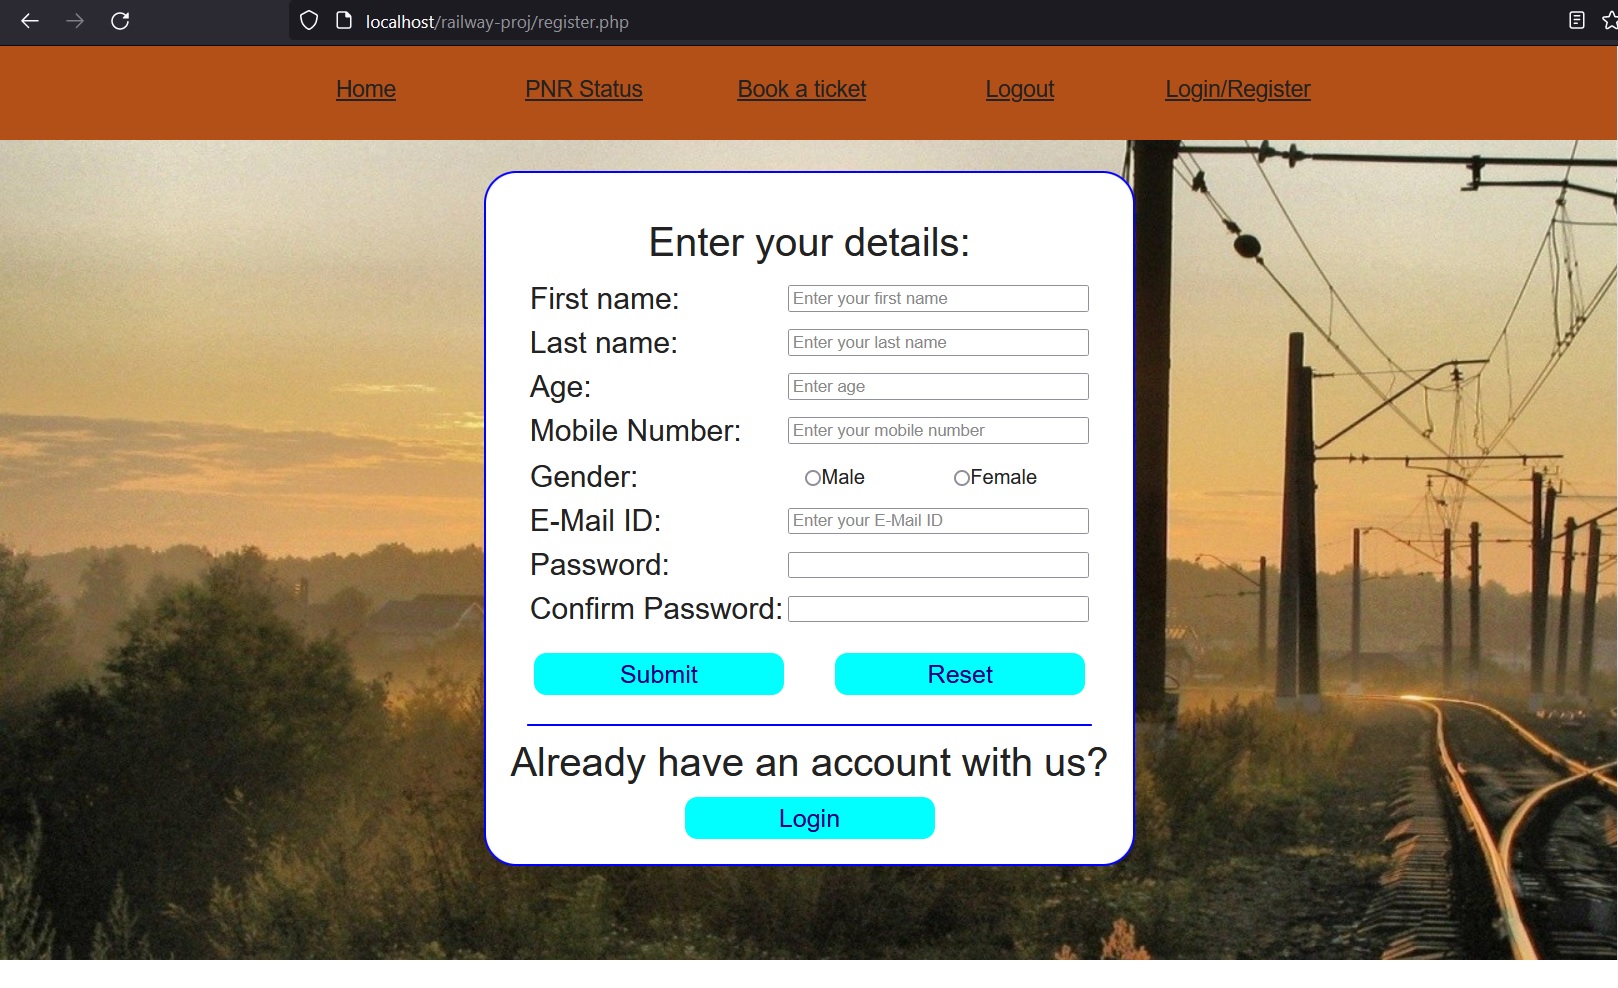 localhost/railway-proj/register.php
Home PNR Status Book a ticket Logout Login/Register
Enter your details:
First name: Enter your first name
Last name: Enter your last name
Age: Enter age
Mobile Number: Enter your mobile number
Gender: Male Female
E-Mail ID: Enter your E-Mail ID
Password:
Confirm Password:
Submit Reset
Already have an account with us?
Login